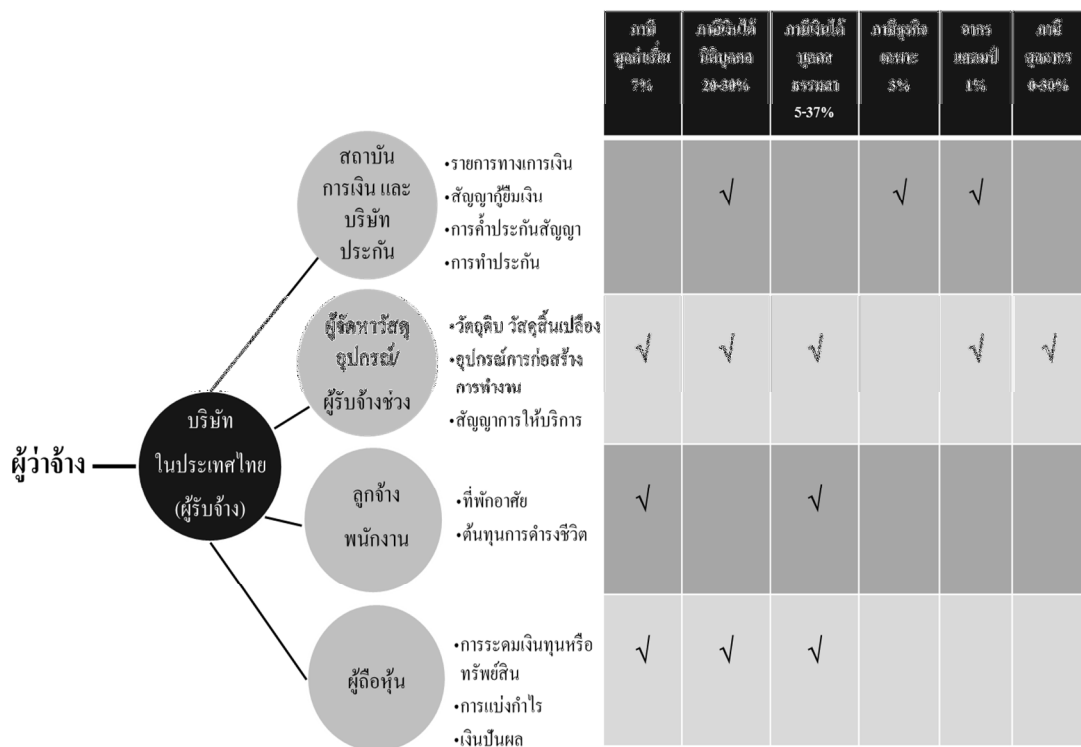 ภาษี
มูลค่าเพิ่ม
7%
ภาษีเงินได้
นิติบุคคล
20-30%
ภาษีเงินได้
บุคคล
ธรรมดา
5-37%
ภาษีธุรกิจ
เฉพาะ
3%
อากร
แสตมป์
1%
ภาษี
ศุลกากร
0-30%
สถาบัน
การเงิน และ
บริษัท
ประกัน
•รายการทางเการเงิน
•สัญญากู้ยืมเงิน
•การค้ำประกันสัญญา
•การทำประกัน
√ √ √
ผู้จัดหาวัสดุ
อุปกรณ์/
ผู้รับจ้างช่วง
•วัตถุดิบ วัสดุสิ้นเปลือง
•อุปกรณ์การก่อสร้าง
การทำงาน
•สัญญาการให้บริการ
√ √ √ √ √
ผู้ว่าจ้าง
บริษัท
ในประเทศไทย
(ผู้รับจ้าง)
ลูกจ้าง
พนักงาน
•ที่พักอาศัย
•ต้นทุนการดำรงชีวิต
√ √
ผู้ถือหุ้น
•การระดมเงินทุนหรือ
ทรัพย์สิน
•การแบ่งกำไร
•เงินปันผล
√ √ √